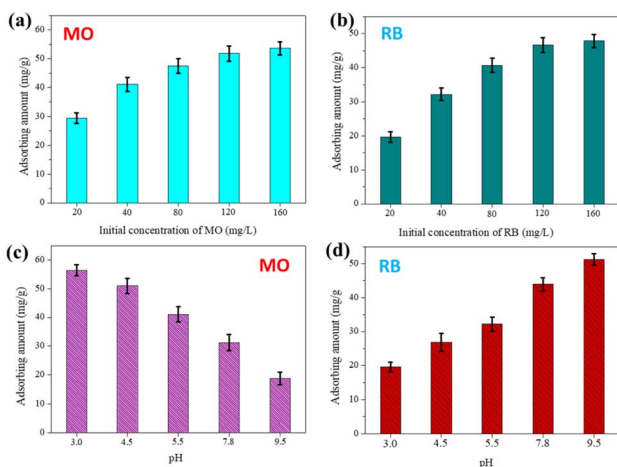 (a)
MO
Adsorbing amount (mg/g)
60
50
40
30
20
10
0
20 40 80 120 160
Initial concentration of MO (mg/L)
(b)
RB
Adsorbing amount (mg/g)
50
40
30
20
10
0
20 40 80 120 160
Initial concentration of RB (mg/L)
(c)
MO
Adsorbing amount (mg/g
60
50
40
30
20
10
0
3.0 4.5 5.5 7.8 9.5
pH
(d)
RB
Adsorbing amount (mg/g
50
40
30
20
10
0
3.0 4.5 5.5 7.8 9.5
pH